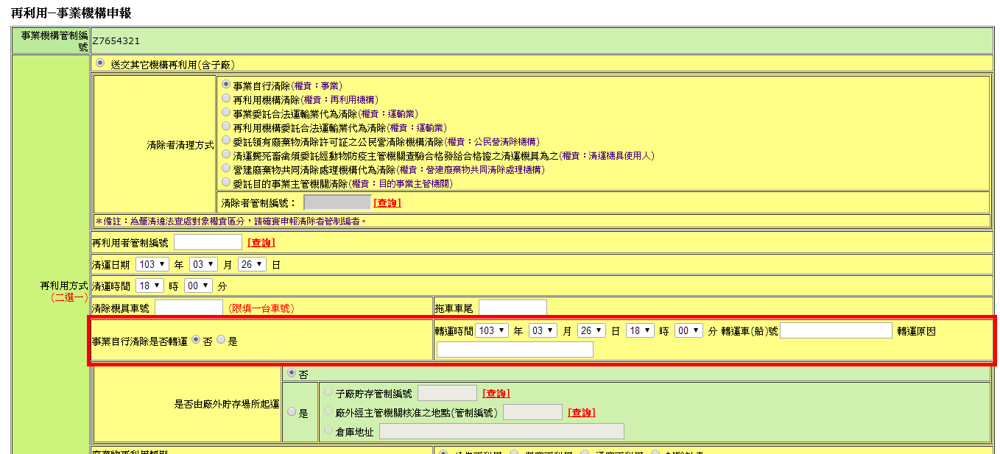 再利用─事業機構申報
事業機構管制編號 Z7654321
再利用方式
(二選一)
送交其它機構再利用(含子廠)
清除者清理方式
事業自行清除(權責：事業)
再利用機構清除(權責：再利用機構)
事業委託合法運輸業代為清除(權責：運輸業)
再利用機構委託合法運輸業代為清除(權責：運輸業)
委託領有廢棄物清除許可証之公民營清除機構清除(權責：公民營清除機構)
清運斃死畜禽須委託經動物防疫主管機關查驗合格發給合格證之清運機具為之(權責：清運機具使用人)
營建廢棄物共同清除處理機構代為清除(權責：營建廢棄物共同清除處理機構)
委託目的事業主管機關清除(權責：目的事業主管機關)
清除者管制編號： [查詢]
＊備註：為釐清違法查處對象權責區分，請確實申報清除者管制編者。
再利用者管制編號 [查詢]
清運日期 103 年 03 月 26 日
清運時間 18 時 00 分
清除機具車號 (限填一台車號) 拖車車尾
事業自行清除是否轉運 否 是
轉運時間 103 年 03 月 26 日 18 時 00 分 轉運車(船)號 轉運原因
是否由廠外貯存場所起運
否
是
子廠貯存管制編號 [查詢]
廠外經主管機關核准之地點(管制編號) [查詢]
倉庫地址